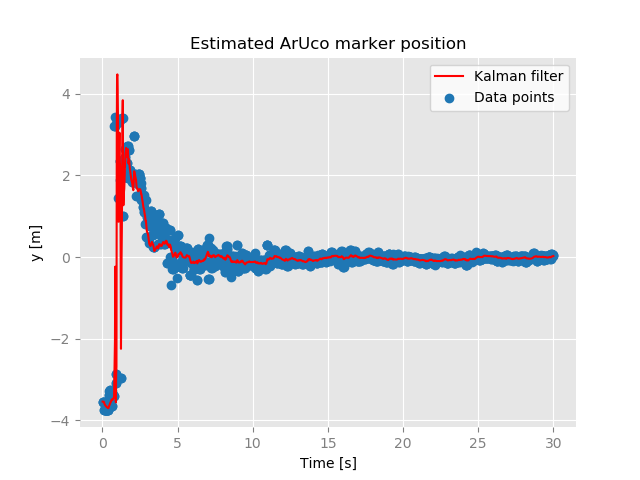 Estimated ArUco marker position
Kalman filter
Data points
4
2
0
−2
−4
y [m]
0 5 10 15 20 25 30
Time [s]